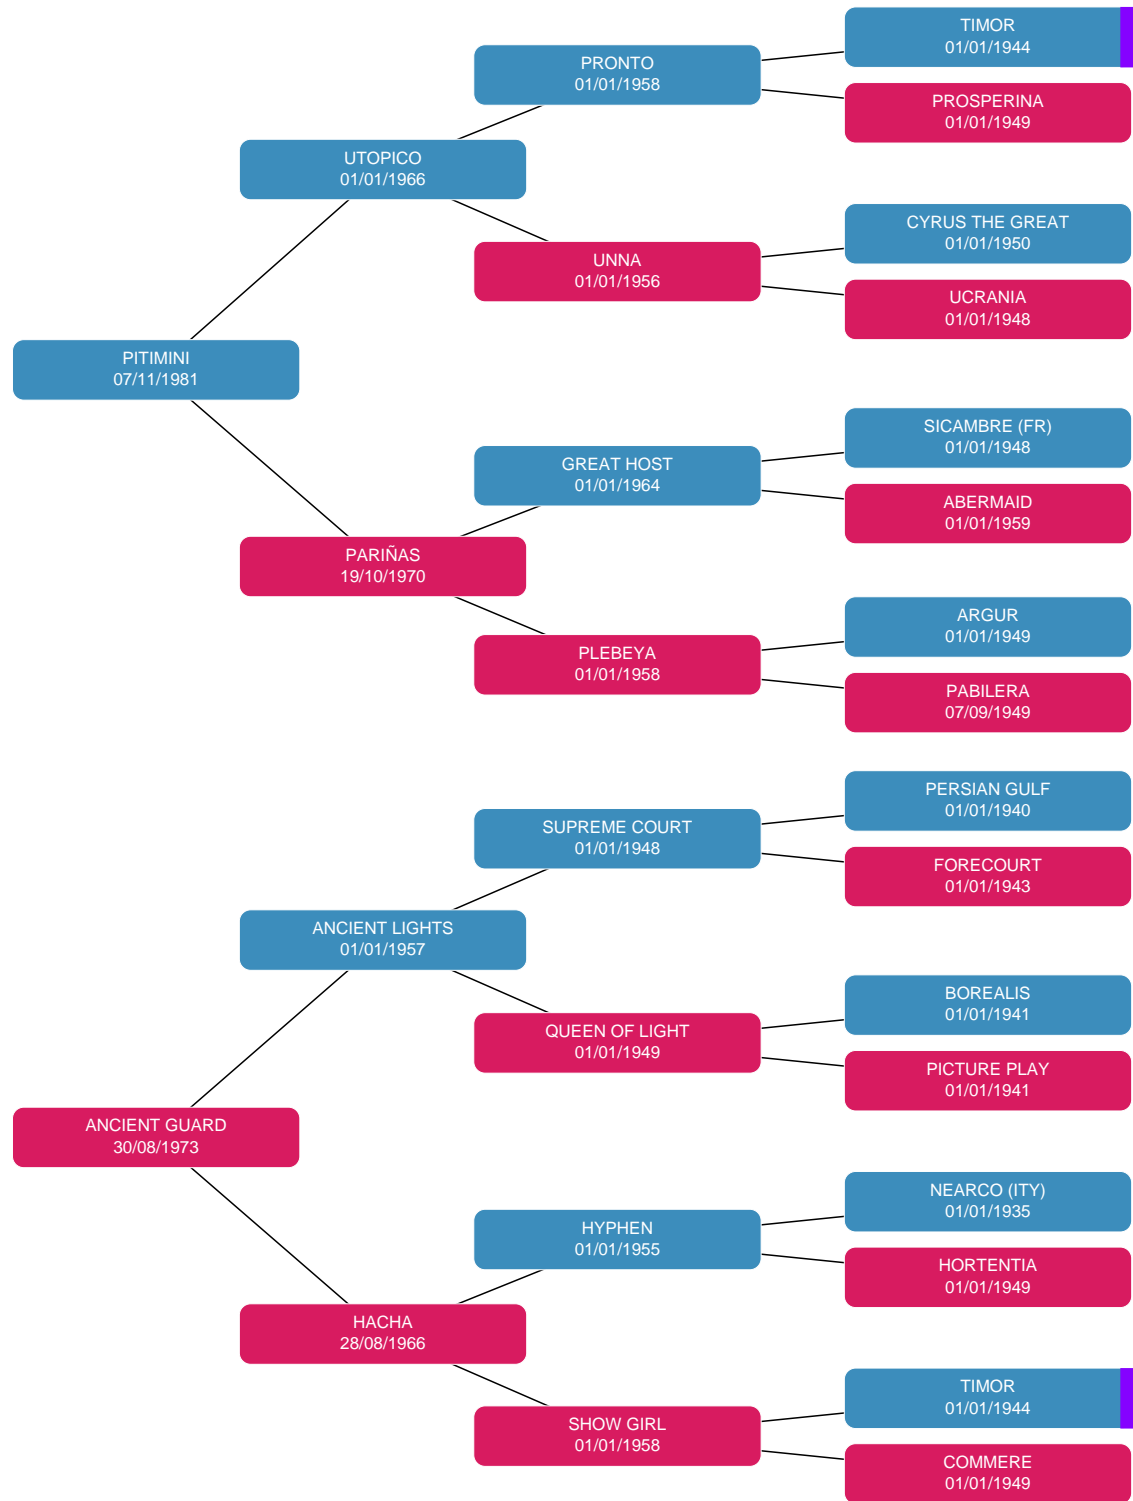 TIMOR
01/01/1944
PRONTO
01/01/1958
PROSPERINA
01/01/1949
UTOPICO
01/01/1966
CYRUS THE GREAT
01/01/1950
UNNA
01/01/1956
UCRANIA
01/01/1948
PITIMINI
07/11/1981
SICAMBRE (FR)
01/01/1948
GREAT HOST
01/01/1964
ABERMAID
01/01/1959
PARIÑAS
19/10/1970
ARGUR
01/01/1949
PLEBEYA
01/01/1958
PABILERA
07/09/1949
PERSIAN GULF
01/01/1940
SUPREME COURT
01/01/1948
FORECOURT
01/01/1943
ANCIENT LIGHTS
01/01/1957
BOREALIS
01/01/1941
QUEEN OF LIGHT
01/01/1949
PICTURE PLAY
01/01/1941
ANCIENT GUARD
30/08/1973
NEARCO (ITY)
01/01/1935
HYPHEN
01/01/1955
HORTENTIA
01/01/1949
HACHA
28/08/1966
TIMOR
01/01/1944
SHOW GIRL
01/01/1958
COMMERE
01/01/1949